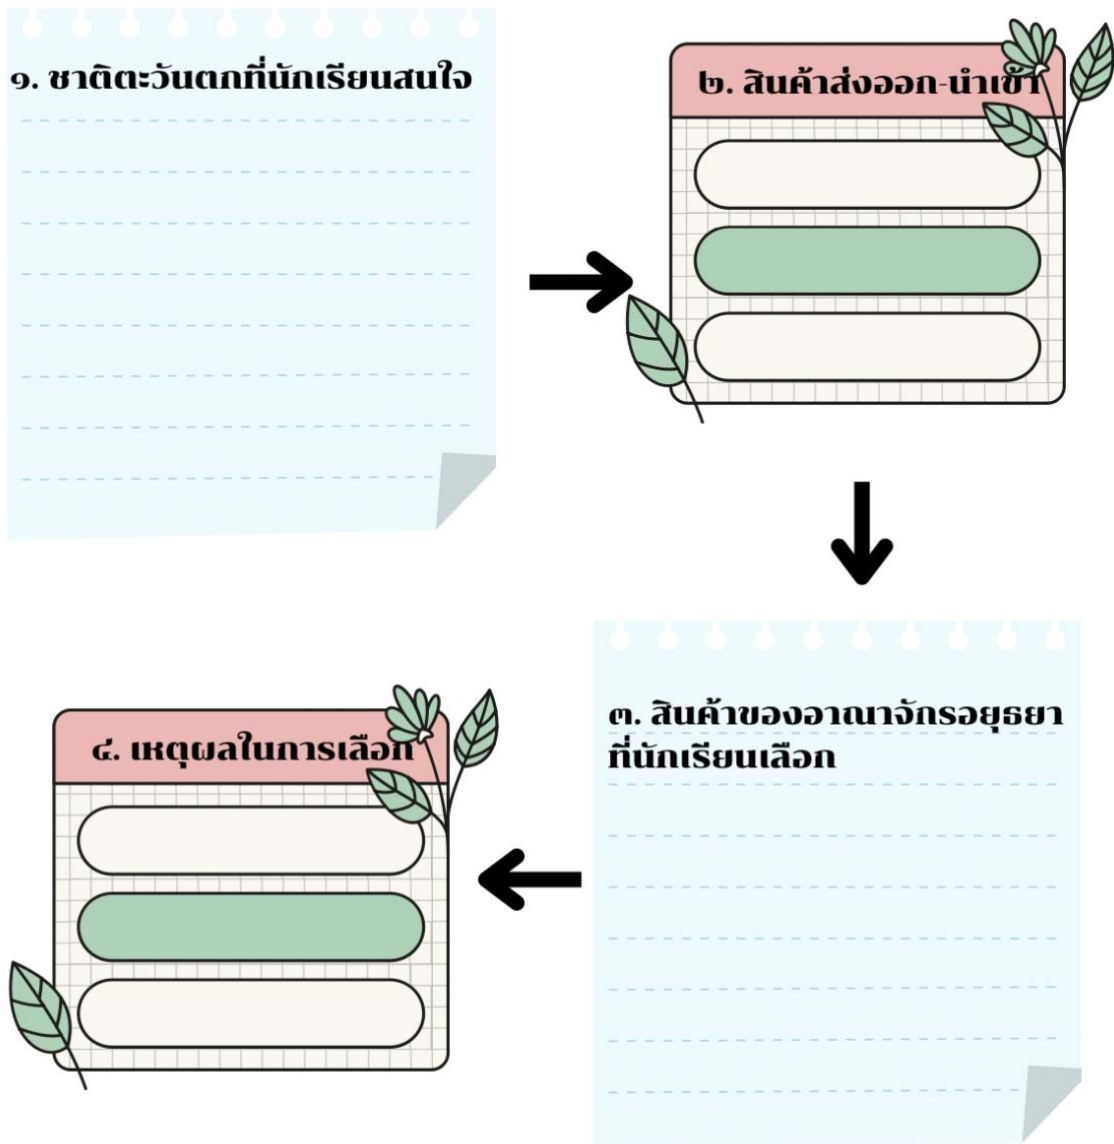 ๑. ชาติตะวันตกที่นักเรียนสนใจ
๒. สินค้าส่งออก-นำเข้า
๓. สินค้าของอาณาจักรอยุธยา
ที่นักเรียนเลือก
๔. เหตุผลในการเลือก